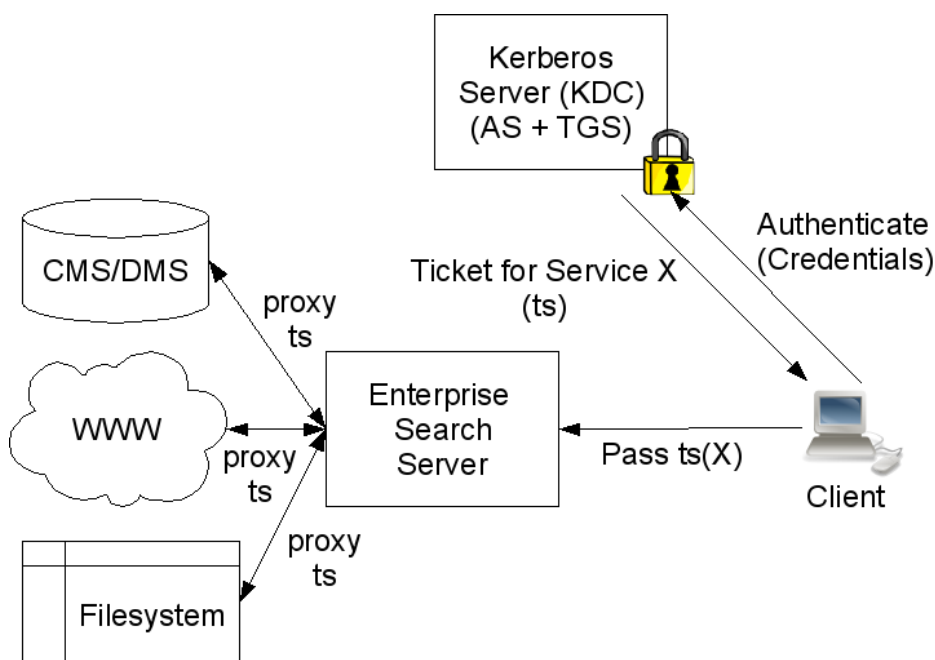 Kerberos
Server (KDC)
(AS + TGS)
Authenticate
(Credentials)
Ticket for Service X
(ts)
CMS/DMS
proxy
ts
WWW
proxy
ts
Enterprise
Search
Server
Pass ts(X)
Client
proxy
ts
Filesystem